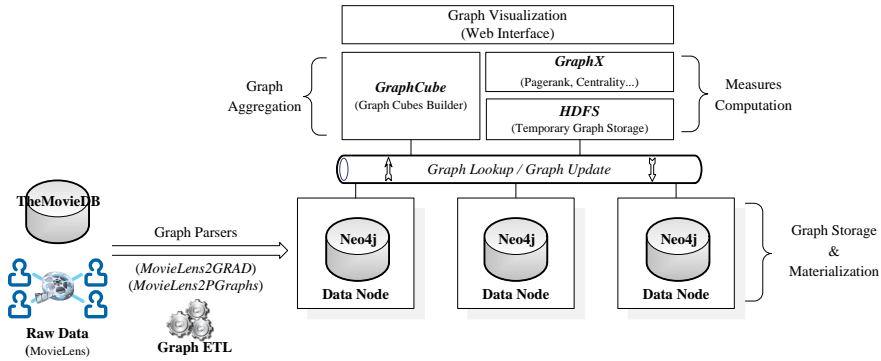 Graph Visualization
(Web Interface)
Graph
Aggregation
GraphCube
(Graph Cubes Builder)
GraphX
(Pagerank, Centrality...)
HDFS
(Temporary Graph Storage)
Measures
Computation
Graph Lookup / Graph Update
TheMovieDB
Graph Parsers
(MovieLens2GRAD)
(MovieLens2PGraphs)
Graph ETL
Raw Data
(MovieLens)
Neo4j
Data Node
Neo4j
Data Node
Neo4j
Data Node
Graph Storage
&
Materialization